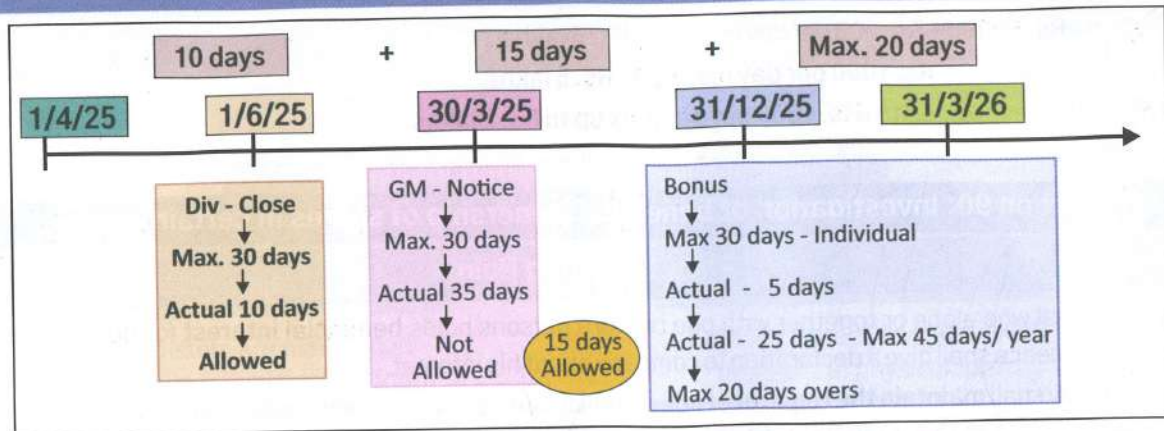 10 days + 15 days + Max. 20 days
1/4/25 1/6/25 30/3/25 31/12/25 31/3/26
Div - Close
Max. 30 days
Actual 10 days
Allowed
GM - Notice
Max. 30 days
Actual 35 days
Not
Allowed
15 days
Allowed
Bonus
Max 30 days - Individual
Actual - 5 days
Actual - 25 days - Max 45 days/ year
Max 20 days overs